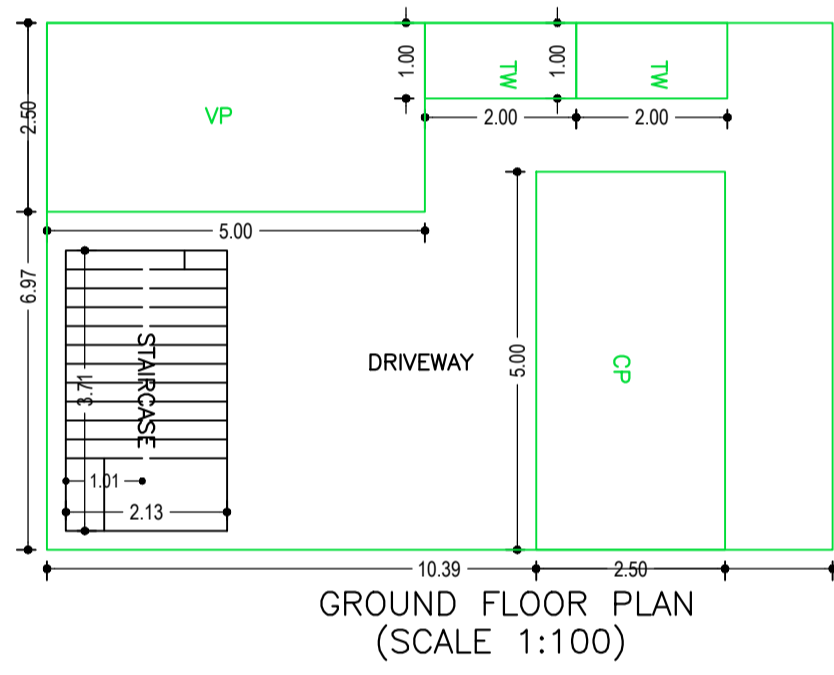 1.00
1.00
TW
TW
2.50
VP
2.00
2.00
5.00
6.97
STAIRCASE
3.71
DRIVEWAY
5.00
CP
1.01
2.13
10.39
2.50
GROUND FLOOR PLAN
(SCALE 1:100)